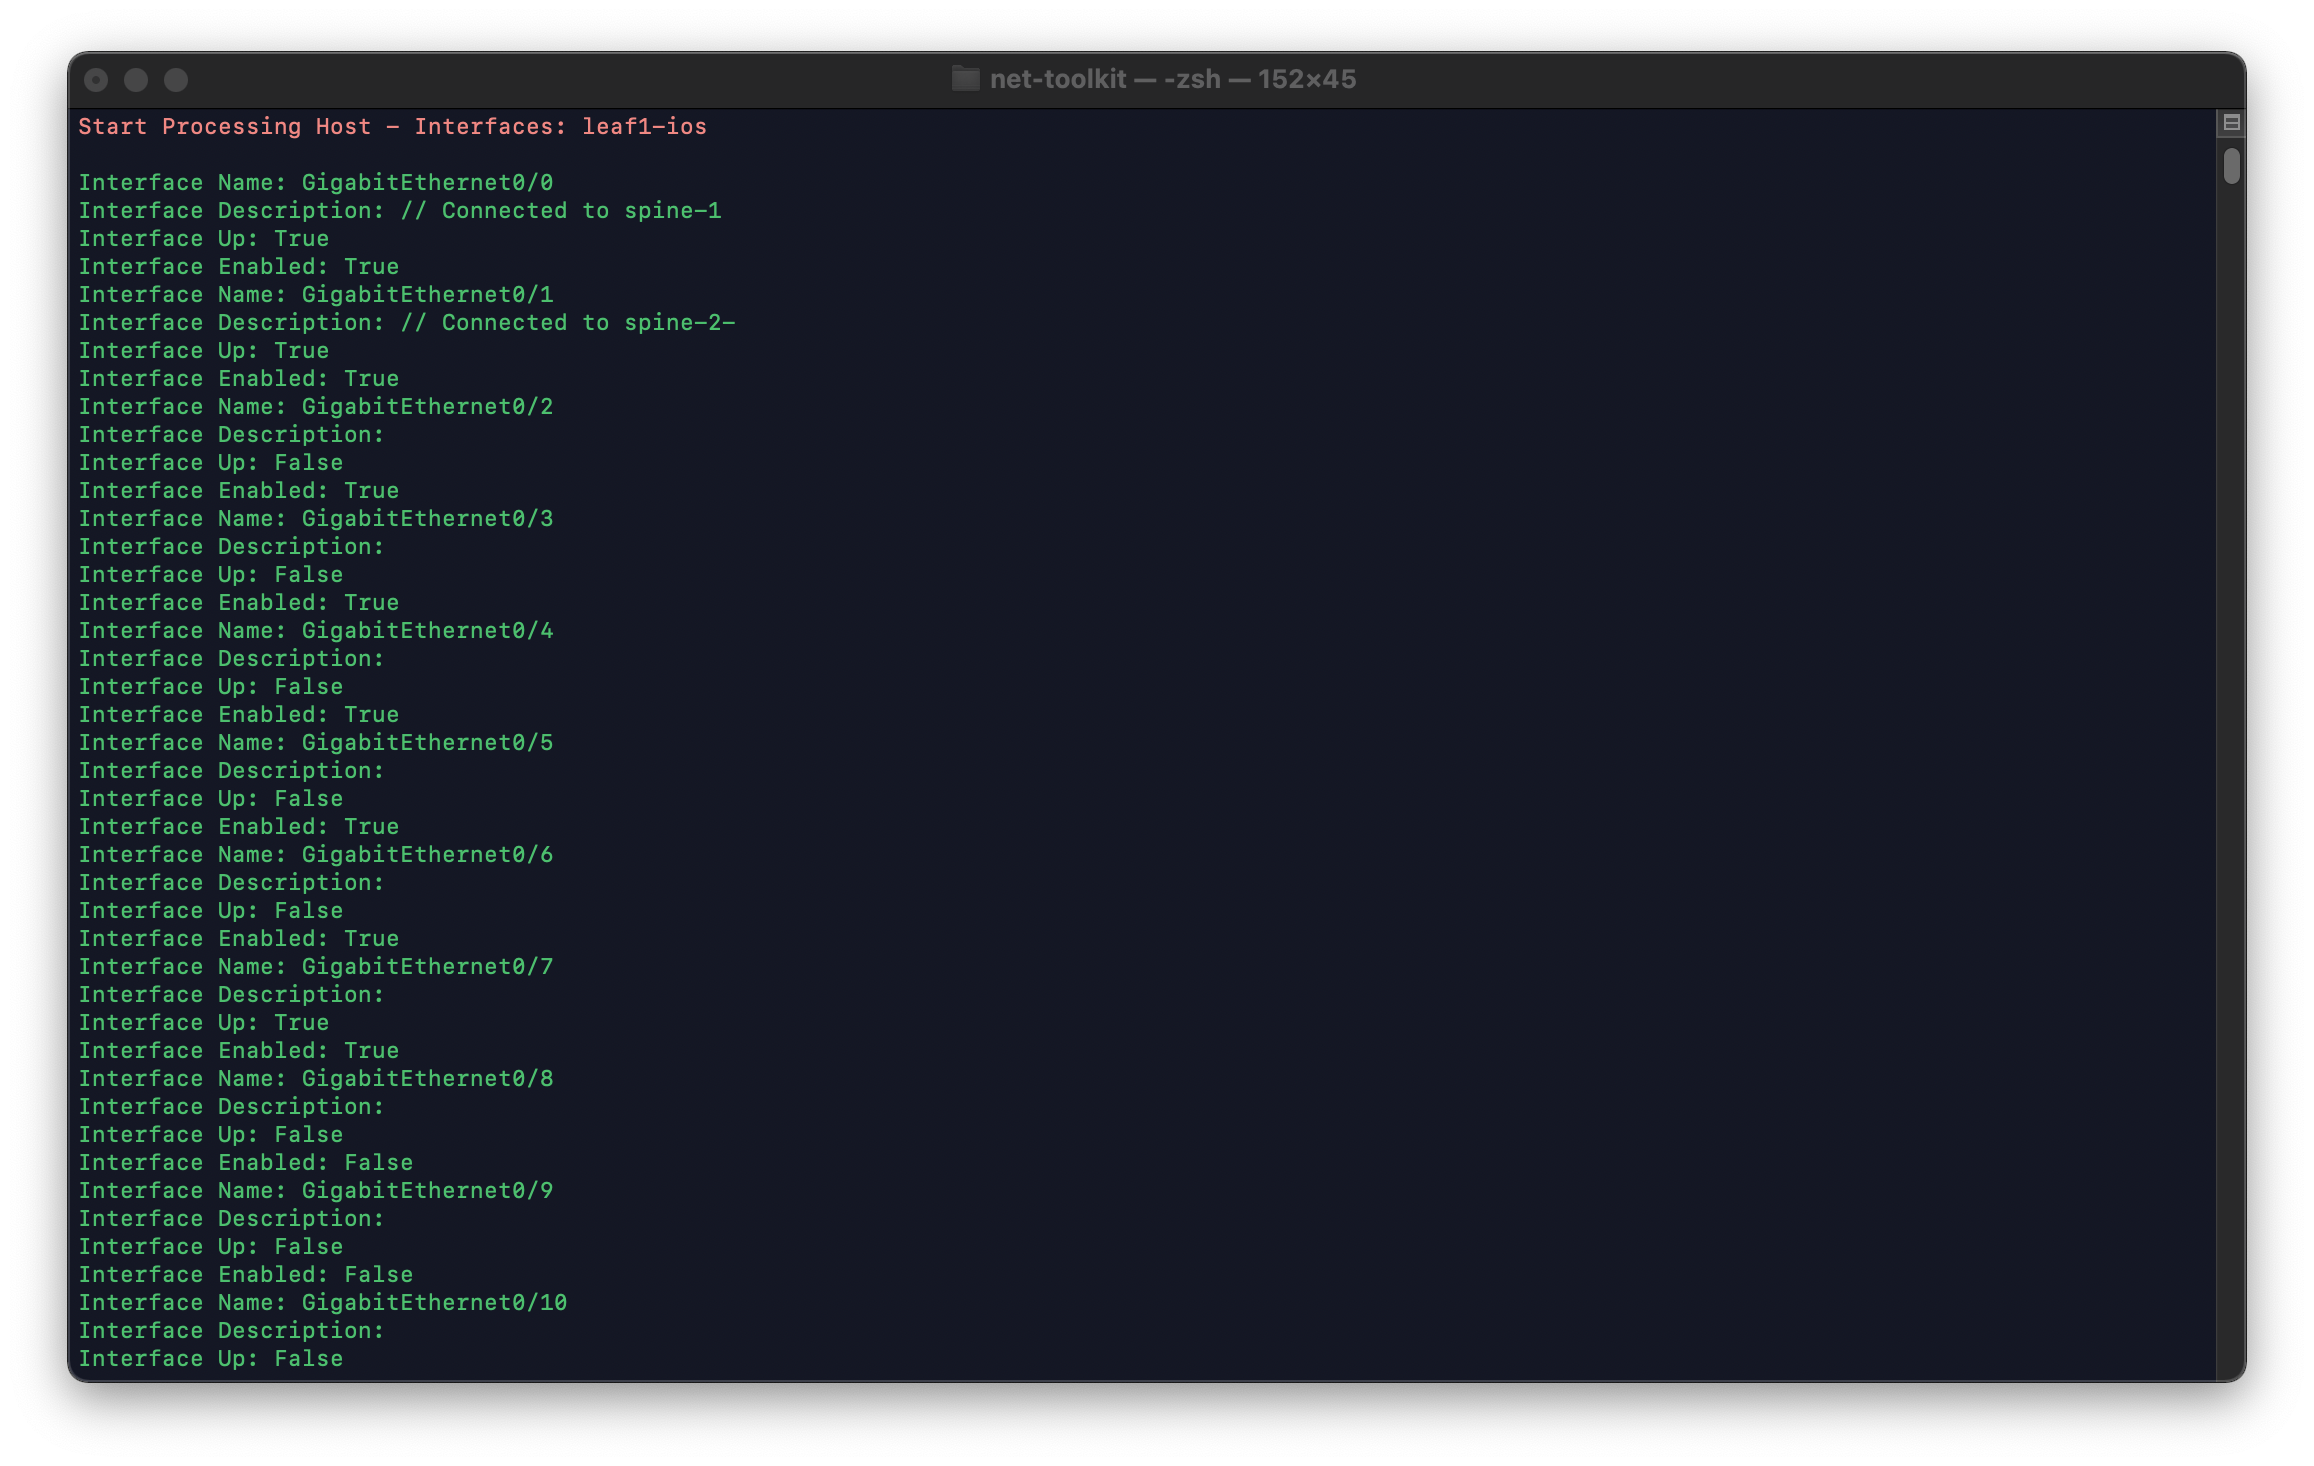 net-toolkit — -zsh — 152×45
Start Processing Host - Interfaces: leaf1-ios
Interface Name: GigabitEthernet0/0
Interface Description: // Connected to spine-1
Interface Up: True
Interface Enabled: True
Interface Name: GigabitEthernet0/1
Interface Description: // Connected to spine-2-
Interface Up: True
Interface Enabled: True
Interface Name: GigabitEthernet0/2
Interface Description:
Interface Up: False
Interface Enabled: True
Interface Name: GigabitEthernet0/3
Interface Description:
Interface Up: False
Interface Enabled: True
Interface Name: GigabitEthernet0/4
Interface Description:
Interface Up: False
Interface Enabled: True
Interface Name: GigabitEthernet0/5
Interface Description:
Interface Up: False
Interface Enabled: True
Interface Name: GigabitEthernet0/6
Interface Description:
Interface Up: False
Interface Enabled: True
Interface Name: GigabitEthernet0/7
Interface Description:
Interface Up: True
Interface Enabled: True
Interface Name: GigabitEthernet0/8
Interface Description:
Interface Up: False
Interface Enabled: False
Interface Name: GigabitEthernet0/9
Interface Description:
Interface Up: False
Interface Enabled: False
Interface Name: GigabitEthernet0/10
Interface Description:
Interface Up: False